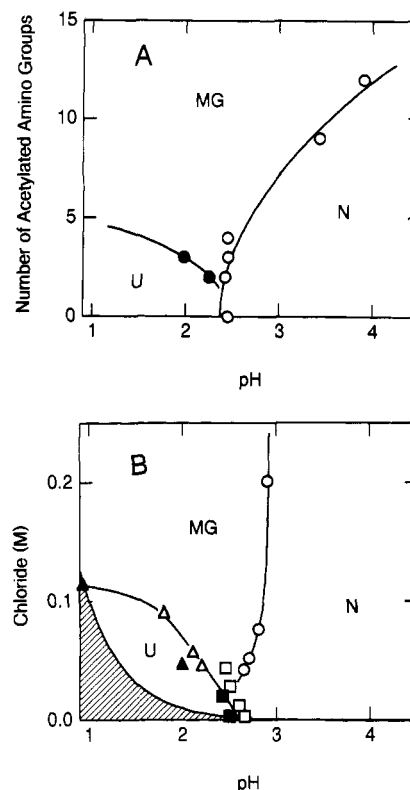 15
A
MG
Number of Acetylated Amino Groups
10
N
5
U
0
1 2 3 4
pH
B
0.2
MG
Chloride (M)
N
0.1
U
0.0
1 2 3 4
pH